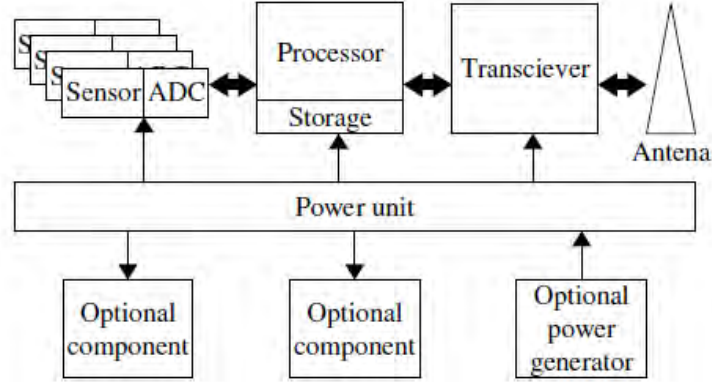 S
S
S
Sensor ADC
Processor
Storage
Transciever
Antena
Power unit
Optional
component
Optional
component
Optional
power
generator